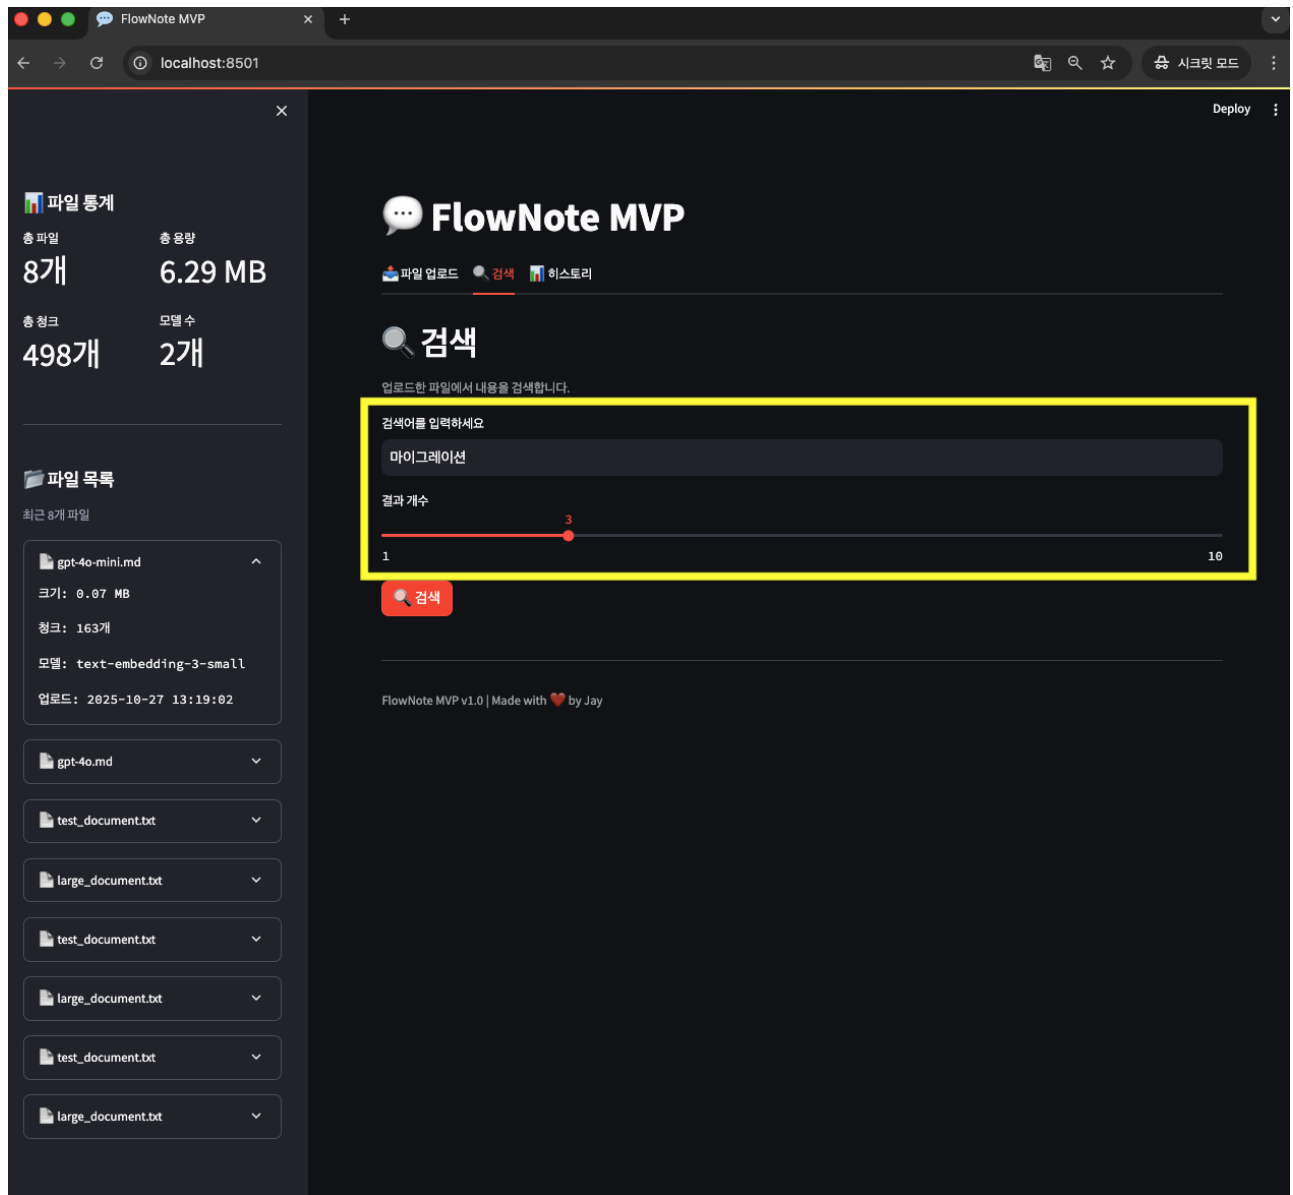 FlowNote MVP
localhost:8501
시크릿 모드
Deploy
파일 통계
총 파일
총 용량
8개
6.29 MB
총 청크
모델 수
498개
2개
파일 목록
최근 8개 파일
gpt-4o-mini.md
크기: 0.07 MB
청크: 163개
모델: text-embedding-3-small
업로드: 2025-10-27 13:19:02
gpt-4o.md
test_document.txt
large_document.txt
test_document.txt
large_document.txt
test_document.txt
large_document.txt
FlowNote MVP
파일 업로드
검색
히스토리
검색
업로드한 파일에서 내용을 검색합니다.
검색어를 입력하세요
마이그레이션
결과 개수
3
1
10
검색
FlowNote MVP v1.0 | Made with ❤️ by Jay